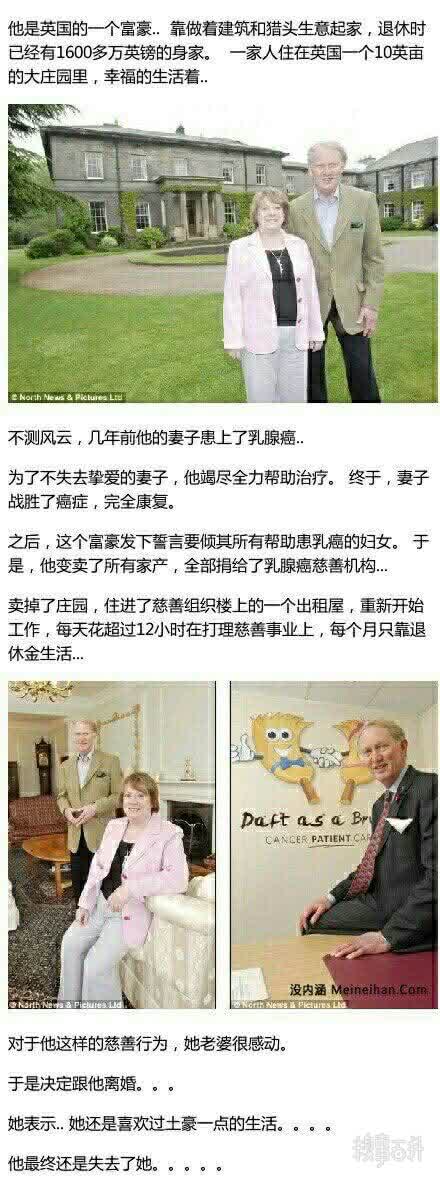 他是英国的一个富豪.. 靠做着建筑和猎头生意起家，退休时
已经有1600多万英镑的身家。 一家人住在英国一个10英亩
的大庄园里，幸福的生活着..
© North News & Pictures Ltd
不测风云，几年前他的妻子患上了乳腺癌..
为了不失去挚爱的妻子，他竭尽全力帮助治疗。 终于，妻子
战胜了癌症，完全康复。
之后，这个富豪发下誓言要倾其所有帮助患乳癌的妇女。 于
是，他变卖了所有家产，全部捐给了乳腺癌慈善机构...
卖掉了庄园，住进了慈善组织楼上的一个出租屋，重新开始
工作，每天花超过12小时在打理慈善事业上，每个月只靠退
休金生活...
Daft as a Br
CANCER PATIENT CAR
没内涵 Meineihan.Com
© North News & Pictures Ltd
© North News & Pictures Ltd
对于他这样的慈善行为，她老婆很感动。
于是决定跟他离婚。。。
她表示.. 她还是喜欢过土豪一点的生活。。。。
他最终还是失去了她。。。。。